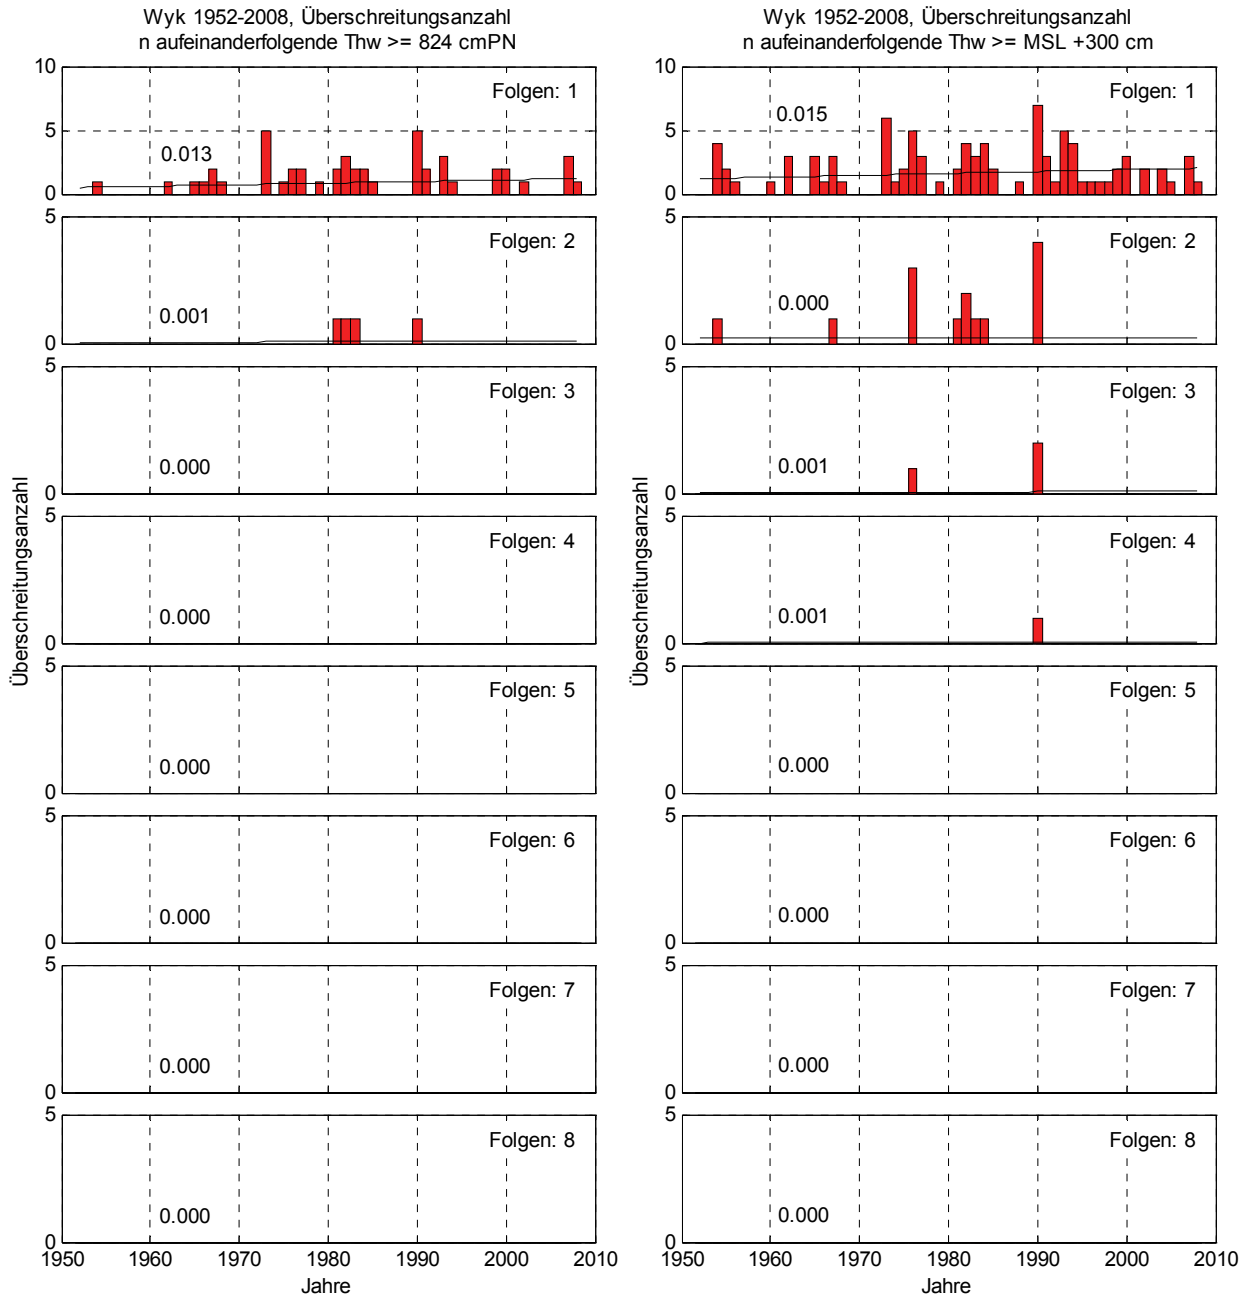 Wyk 1952-2008, Überschreitungsanzahl
n aufeinanderfolgende Thw >= 824 cmPN
10
5
0
Folgen: 1
0.013
5
0
Folgen: 2
0.001
5
0
Folgen: 3
0.000
5
0
Folgen: 4
0.000
5
0
Folgen: 5
0.000
5
0
Folgen: 6
0.000
5
0
Folgen: 7
0.000
5
0
Folgen: 8
0.000
Überschreitungsanzahl
1950 1960 1970 1980 1990 2000 2010
Jahre
Wyk 1952-2008, Überschreitungsanzahl
n aufeinanderfolgende Thw >= MSL +300 cm
10
5
0
Folgen: 1
0.015
5
0
Folgen: 2
0.000
5
0
Folgen: 3
0.001
5
0
Folgen: 4
0.001
5
0
Folgen: 5
0.000
5
0
Folgen: 6
0.000
5
0
Folgen: 7
0.000
5
0
Folgen: 8
0.000
Überschreitungsanzahl
1950 1960 1970 1980 1990 2000 2010
Jahre